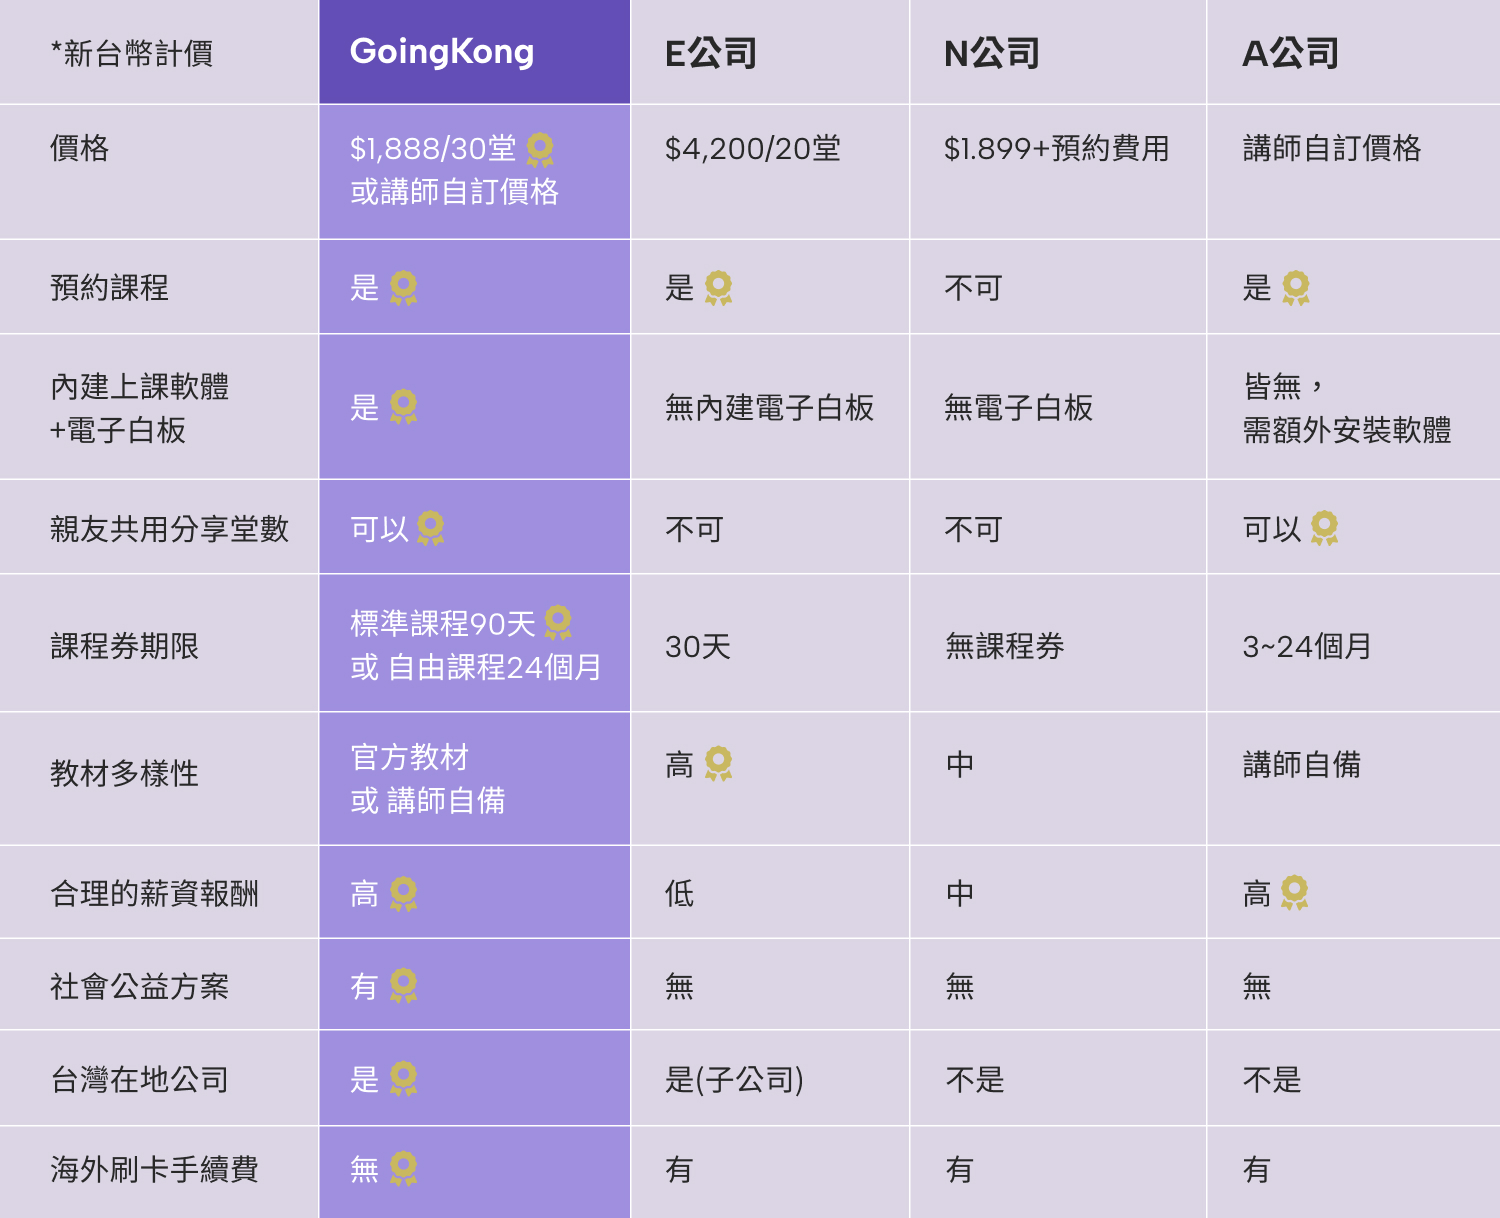 *新台幣計價 GoingKong E公司 N公司 A公司
價格 $1,888/30堂 $4,200/20堂 $1.899+預約費用 講師自訂價格
或講師自訂價格
預約課程 是 是 不可 是
內建上課軟體
+電子白板
是 無內建電子白板 無電子白板
皆無，
需額外安裝軟體
親友共用分享堂數 可以 不可 不可 可以
課程券期限
標準課程90天
或 自由課程24個月
30天 無課程券 3~24個月
教材多樣性
官方教材
或 講師自備
高 中 講師自備
合理的薪資報酬 高 低 中 高
社會公益方案 有 無 無 無
台灣在地公司 是 是(子公司) 不是 不是
海外刷卡手續費 無 有 有 有